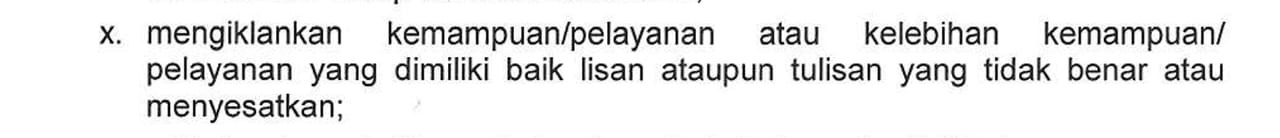 x. mengiklankan kemampuan/pelayanan atau kelebihan kemampuan/
pelayanan yang dimiliki baik lisan ataupun tulisan yang tidak benar atau
menyesatkan;